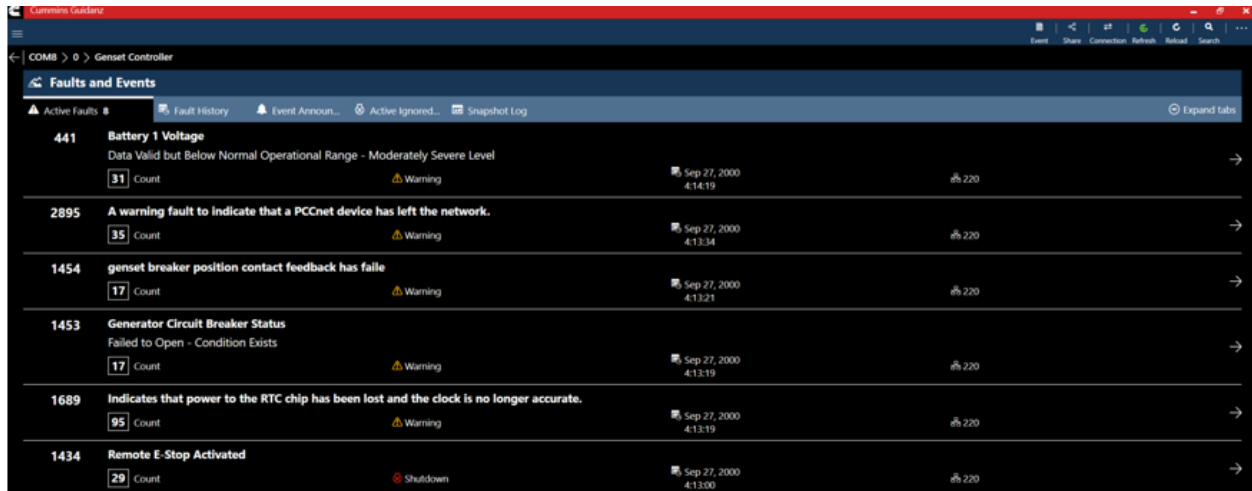 Cummins Guidanz
Event Share Connection Refresh Reload Search
COM8 > 0 > Genset Controller
Faults and Events
Active Faults 8 Fault History Event Announ... Active Ignored... Snapshot Log Expand tabs
441 Battery 1 Voltage
Data Valid but Below Normal Operational Range - Moderately Severe Level
31 Count Warning Sep 27, 2000 220
4:14:19
2895 A warning fault to indicate that a PCCnet device has left the network.
35 Count Warning Sep 27, 2000 220
4:13:34
1454 genset breaker position contact feedback has faile
17 Count Warning Sep 27, 2000 220
4:13:21
1453 Generator Circuit Breaker Status
Failed to Open - Condition Exists
17 Count Warning Sep 27, 2000 220
4:13:19
1689 Indicates that power to the RTC chip has been lost and the clock is no longer accurate.
95 Count Warning Sep 27, 2000 220
4:13:19
1434 Remote E-Stop Activated
29 Count Shutdown Sep 27, 2000 220
4:13:00